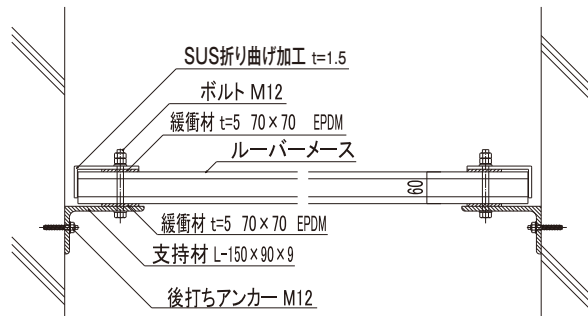 SUS折り曲げ加工 t=1.5
ボルト M12
緩衝材 t=5 70×70 EPDM
ルーバーメース
60
緩衝材 t=5 70×70 EPDM
支持材 L-150×90×9
後打ちアンカー M12